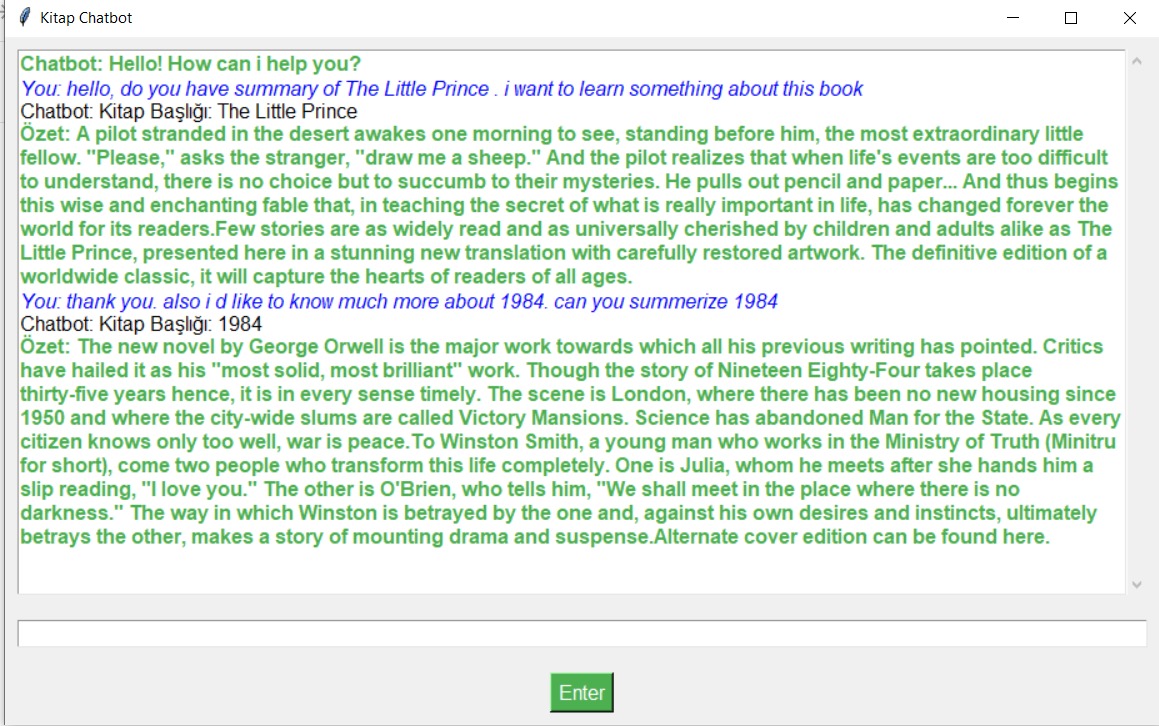 Kitap Chatbot
Chatbot: Hello! How can i help you?
You: hello, do you have summary of The Little Prince . i want to learn something about this book
Chatbot: Kitap Başlığı: The Little Prince
Özet: A pilot stranded in the desert awakes one morning to see, standing before him, the most extraordinary little
fellow. "Please," asks the stranger, "draw me a sheep." And the pilot realizes that when life's events are too difficult
to understand, there is no choice but to succumb to their mysteries. He pulls out pencil and paper... And thus begins
this wise and enchanting fable that, in teaching the secret of what is really important in life, has changed forever the
world for its readers.Few stories are as widely read and as universally cherished by children and adults alike as The
Little Prince, presented here in a stunning new translation with carefully restored artwork. The definitive edition of a
worldwide classic, it will capture the hearts of readers of all ages.
You: thank you. also i d like to know much more about 1984. can you summerize 1984
Chatbot: Kitap Başlığı: 1984
Özet: The new novel by George Orwell is the major work towards which all his previous writing has pointed. Critics
have hailed it as his "most solid, most brilliant" work. Though the story of Nineteen Eighty-Four takes place
thirty-five years hence, it is in every sense timely. The scene is London, where there has been no new housing since
1950 and where the city-wide slums are called Victory Mansions. Science has abandoned Man for the State. As every
citizen knows only too well, war is peace.To Winston Smith, a young man who works in the Ministry of Truth (Minitru
for short), come two people who transform this life completely. One is Julia, whom he meets after she hands him a
slip reading, "I love you." The other is O'Brien, who tells him, "We shall meet in the place where there is no
darkness." The way in which Winston is betrayed by the one and, against his own desires and instincts, ultimately
betrays the other, makes a story of mounting drama and suspense.Alternate cover edition can be found here.
Enter